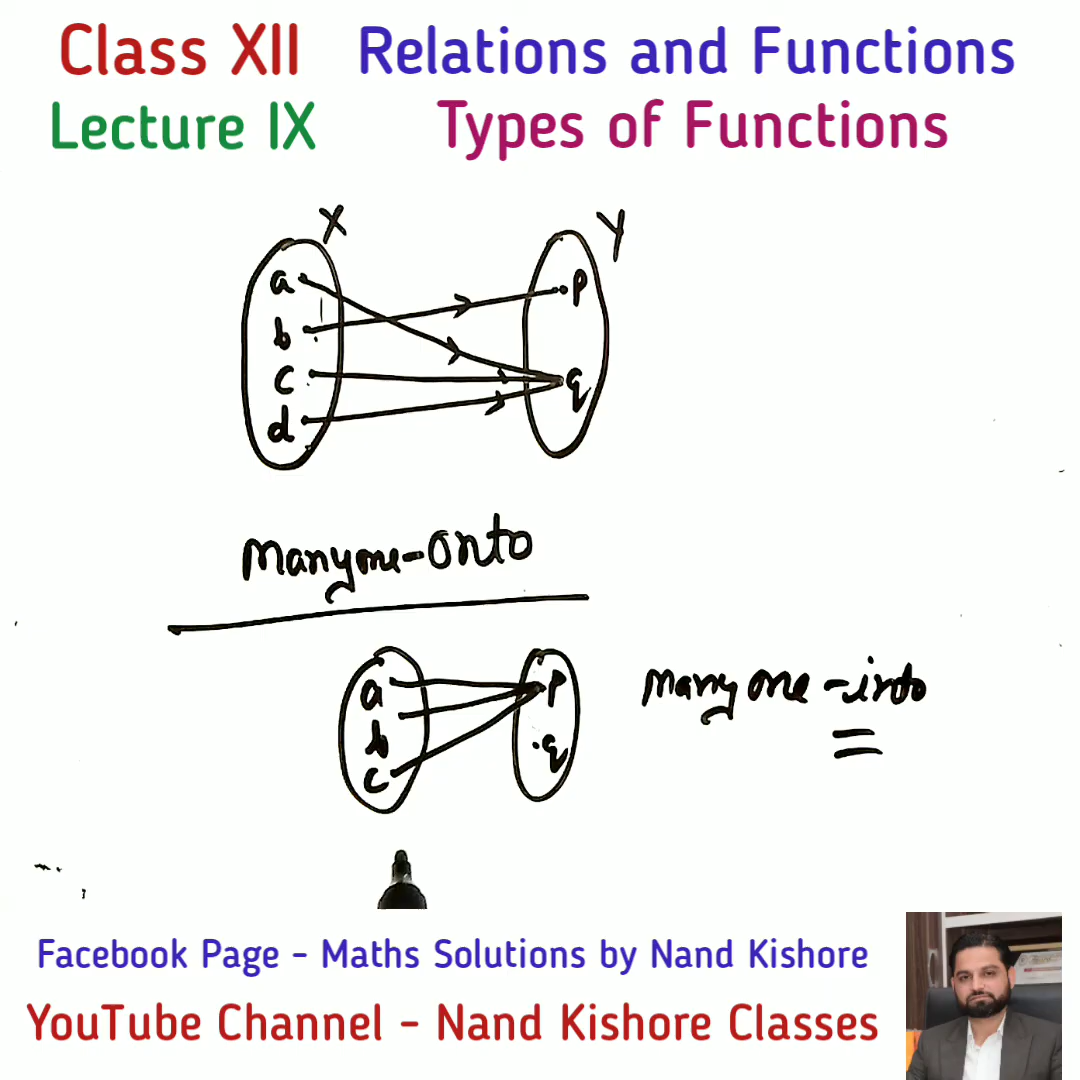 Class XII Relations and Functions
Lecture IX Types of Functions
X Y
a
b
c
d
p
q
Manyone-Onto
a
b
c
p
q
Many one-into
Facebook Page - Maths Solutions by Nand Kishore
YouTube Channel - Nand Kishore Classes